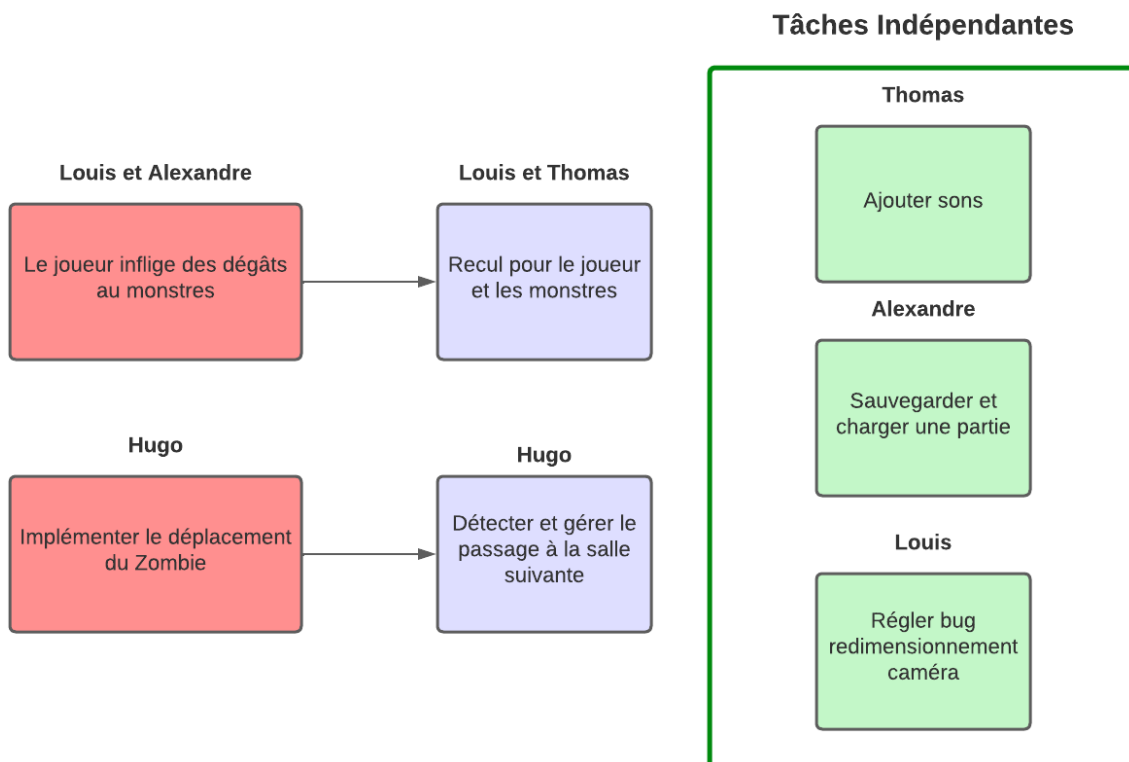 Tâches Indépendantes
Louis et Alexandre
Le joueur inflige des dégâts
au monstres
Louis et Thomas
Recul pour le joueur
et les monstres
Hugo
Implémenter le déplacement
du Zombie
Hugo
Détecter et gérer le
passage à la salle
suivante
Thomas
Ajouter sons
Alexandre
Sauvegarder et
charger une partie
Louis
Régler bug
redimensionnement
caméra